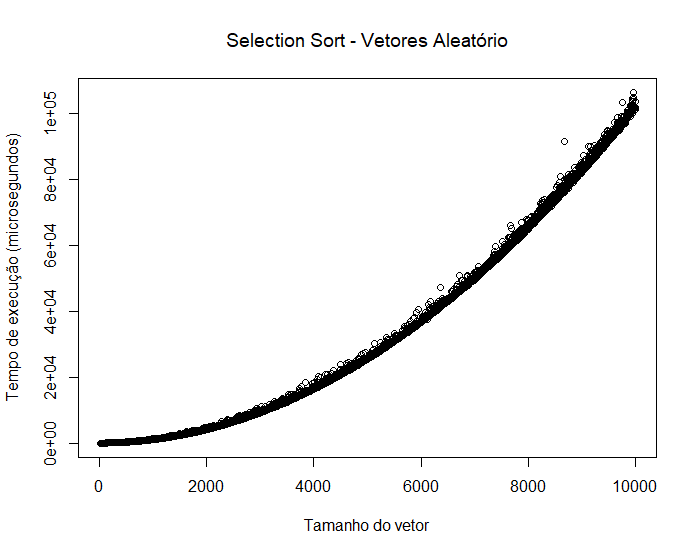 Selection Sort - Vetores Aleatório
Tempo de execução (microsegundos)
1e+05
8e+04
6e+04
4e+04
2e+04
0e+00
0 2000 4000 6000 8000 10000
Tamanho do vetor